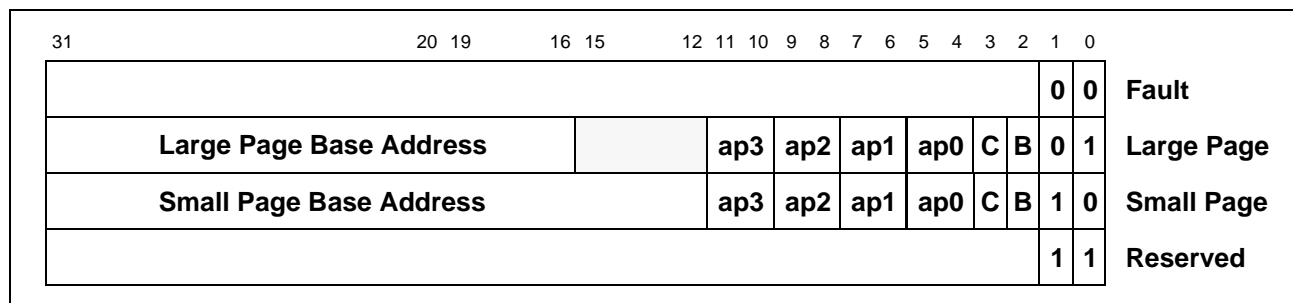 31 20 19 16 15 12 11 10 9 8 7 6 5 4 3 2 1 0
0 0 Fault
Large Page Base Address ap3 ap2 ap1 ap0 C B 0 1 Large Page
Small Page Base Address ap3 ap2 ap1 ap0 C B 1 0 Small Page
1 1 Reserved